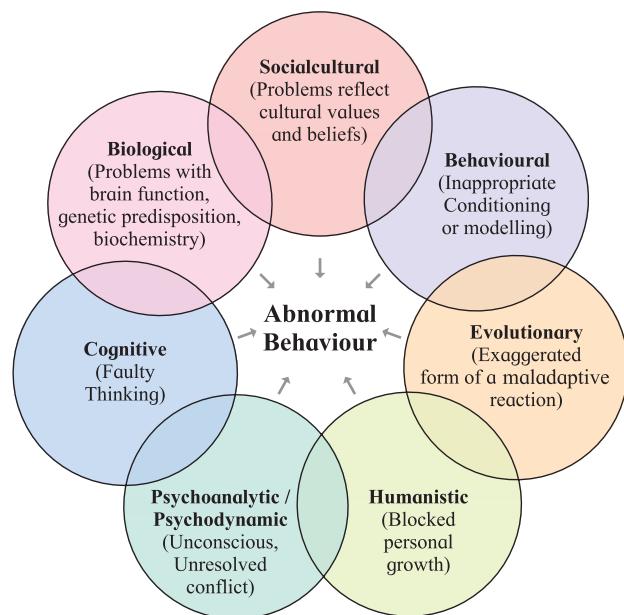 Socialcultural
(Problems reflect
cultural values
and beliefs)
Biological
(Problems with
brain function,
genetic predisposition,
biochemistry)
Behavioural
(Inappropriate
Conditioning
or modelling)
Abnormal
Behaviour
Cognitive
(Faulty
Thinking)
Evolutionary
(Exaggerated
form of a maladaptive
reaction)
Psychoanalytic /
Psychodynamic
(Unconscious,
Unresolved
conflict)
Humanistic
(Blocked
personal
growth)